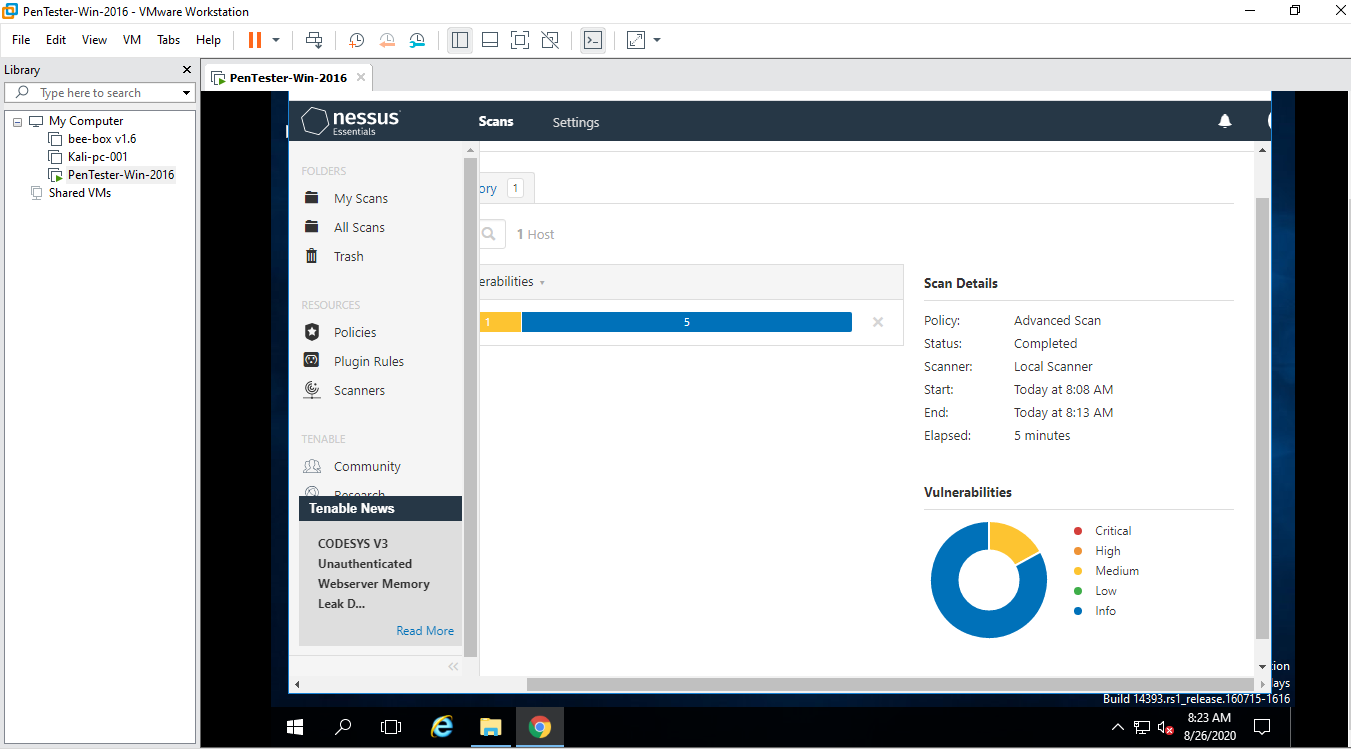 PenTester-Win-2016 - VMware Workstation
File Edit View VM Tabs Help
Library
Type here to search
PenTester-Win-2016
My Computer
bee-box v1.6
Kali-pc-001
PenTester-Win-2016
Shared VMs
nessus
Essentials
Scans
Settings
FOLDERS
My Scans
All Scans
Trash
RESOURCES
Policies
Plugin Rules
Scanners
TENABLE
Community
Research
Tenable News
CODESYS V3
Unauthenticated
Webserver Memory
Leak D...
Read More
ory 1
1 Host
erabilities
1 5
Scan Details
Policy: Advanced Scan
Status: Completed
Scanner: Local Scanner
Start: Today at 8:08 AM
End: Today at 8:13 AM
Elapsed: 5 minutes
Vulnerabilities
Critical
High
Medium
Low
Info
tion
lays
Build 14393.rs1_release.160715-1616
8:23 AM
8/26/2020